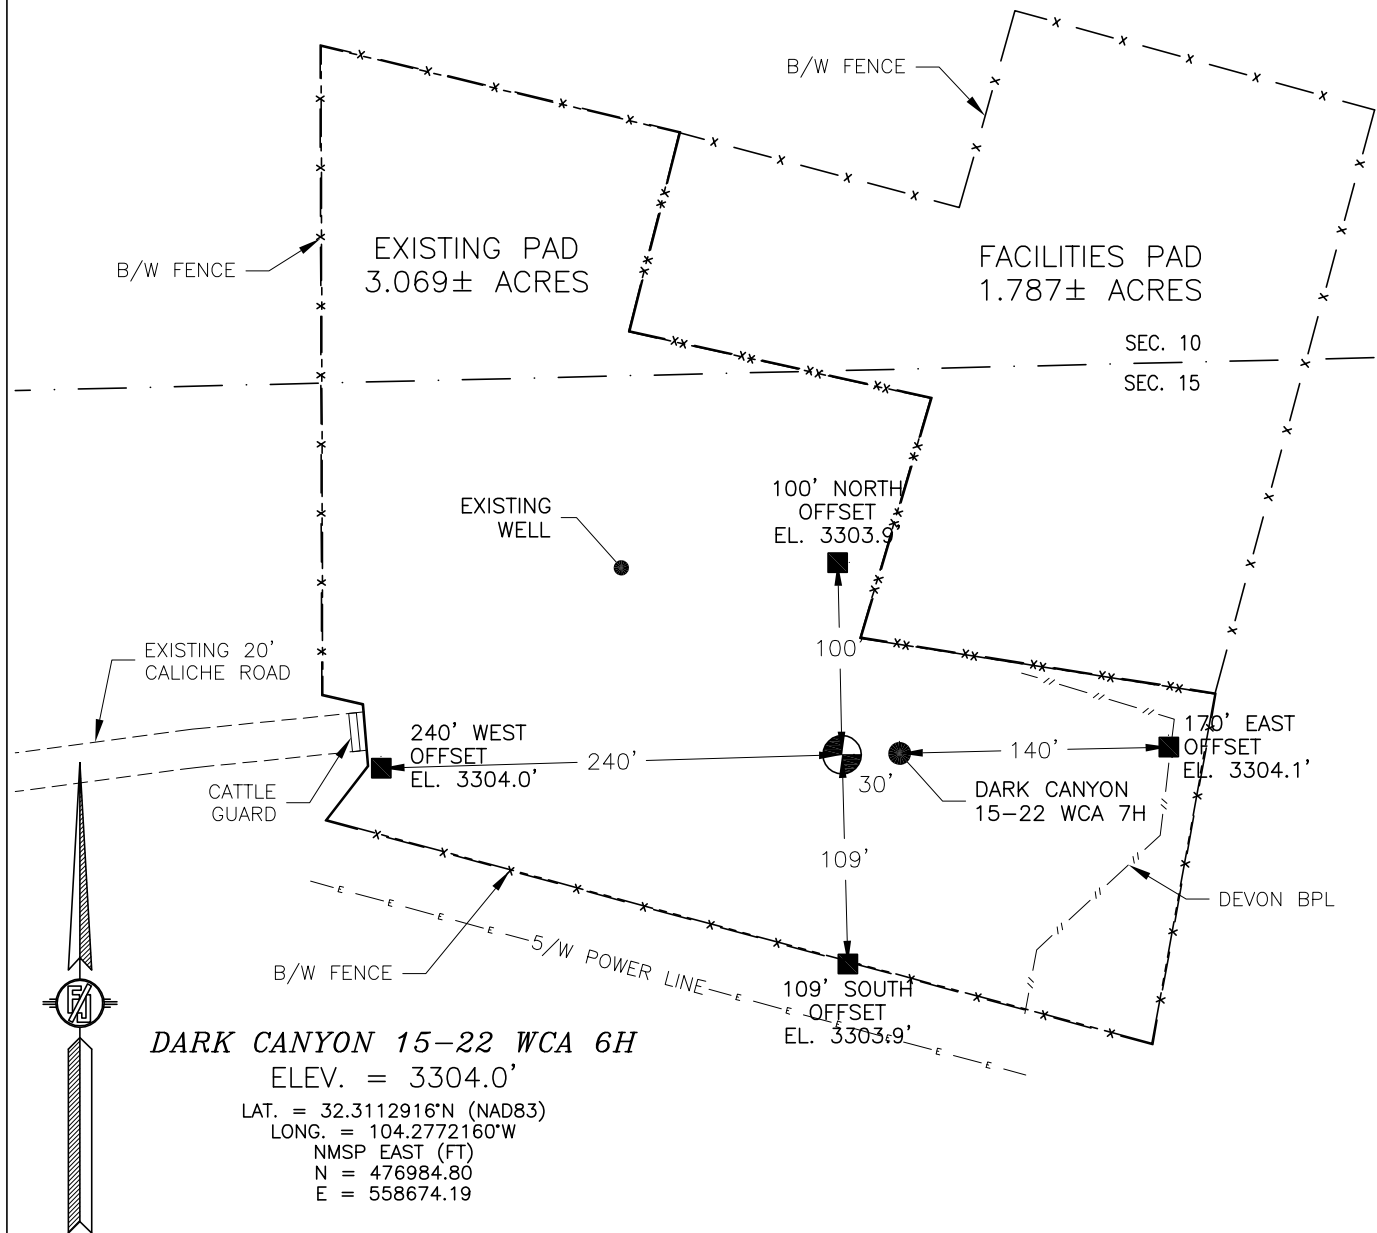 B/W FENCE
EXISTING PAD
3.069± ACRES
B/W FENCE
FACILITIES PAD
1.787± ACRES
SEC. 10
SEC. 15
100' NORTH
OFFSET
EL. 3303.9'
EXISTING
WELL
EXISTING 20'
CALICHE ROAD
100'
240' WEST
OFFSET
EL. 3304.0'
240'
140'
170' EAST
OFFSET
EL. 3304.1'
30'
CATTLE
GUARD
DARK CANYON
15-22 WCA 7H
109'
DEVON BPL
B/W FENCE
5/W POWER LINE
109' SOUTH
OFFSET
EL. 3303.9'
DARK CANYON 15-22 WCA 6H
ELEV. = 3304.0'
LAT. = 32.3112916°N (NAD83)
LONG. = 104.2772160°W
NMSP EAST (FT)
N = 476984.80
E = 558674.19